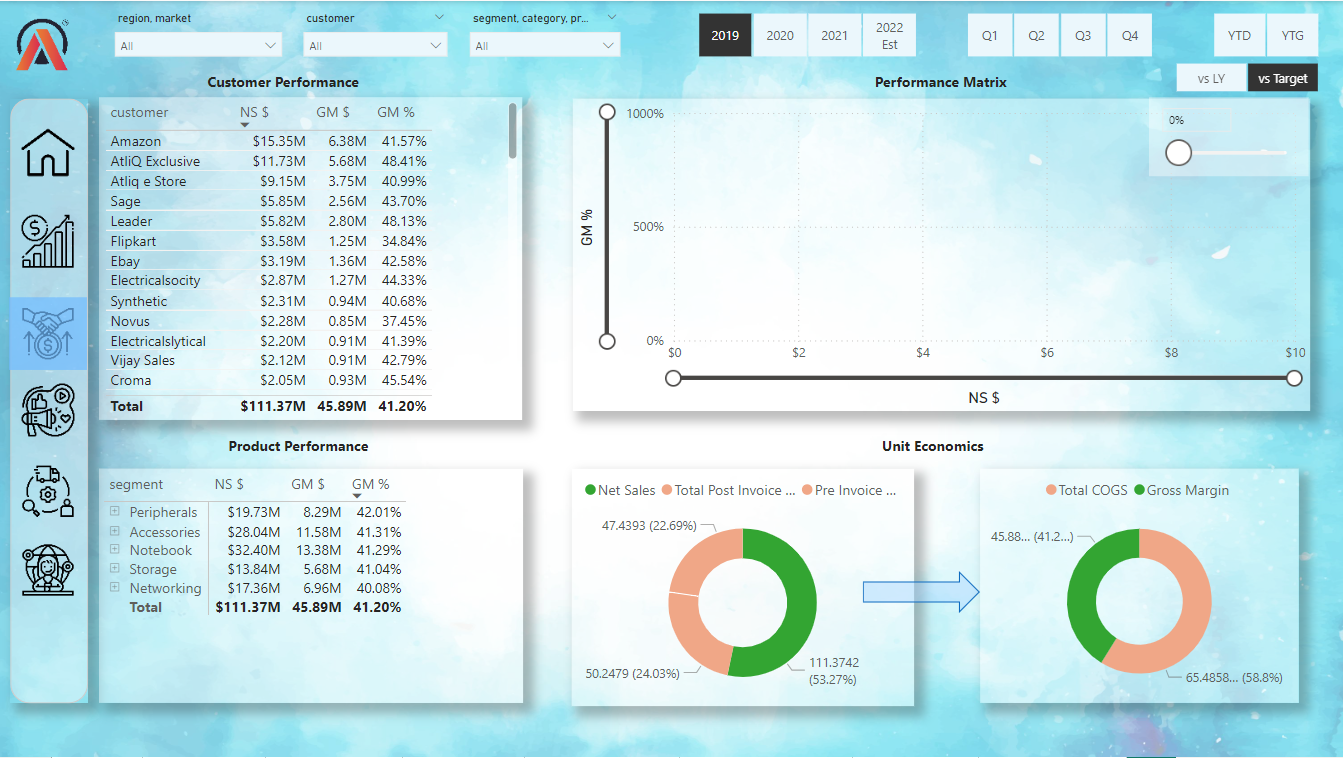 region, market
customer
segment, category, pr...
All
All
All
2019
2020
2021
2022
Est
Q1
Q2
Q3
Q4
YTD
YTG
vs LY
vs Target
Customer Performance
customer NS $ GM $ GM %
Amazon $15.35M 6.38M 41.57%
AtliQ Exclusive $11.73M 5.68M 48.41%
Atliq e Store $9.15M 3.75M 40.99%
Sage $5.85M 2.56M 43.70%
Leader $5.82M 2.80M 48.13%
Flipkart $3.58M 1.25M 34.84%
Ebay $3.19M 1.36M 42.58%
Electricalsocity $2.87M 1.27M 44.33%
Synthetic $2.31M 0.94M 40.68%
Novus $2.28M 0.85M 37.45%
Electricalslytical $2.20M 0.91M 41.39%
Vijay Sales $2.12M 0.91M 42.79%
Croma $2.05M 0.93M 45.54%
Total $111.37M 45.89M 41.20%
Performance Matrix
0%
GM %
1000%
500%
0%
$0 $2 $4 $6 $8 $10
NS $
Product Performance
segment NS $ GM $ GM %
Peripherals $19.73M 8.29M 42.01%
Accessories $28.04M 11.58M 41.31%
Notebook $32.40M 13.38M 41.29%
Storage $13.84M 5.68M 41.04%
Networking $17.36M 6.96M 40.08%
Total $111.37M 45.89M 41.20%
Unit Economics
Net Sales Total Post Invoice ... Pre Invoice ...
47.4393 (22.69%)
50.2479 (24.03%)
111.3742
(53.27%)
Total COGS Gross Margin
45.88... (41.2...)
65.4858... (58.8%)